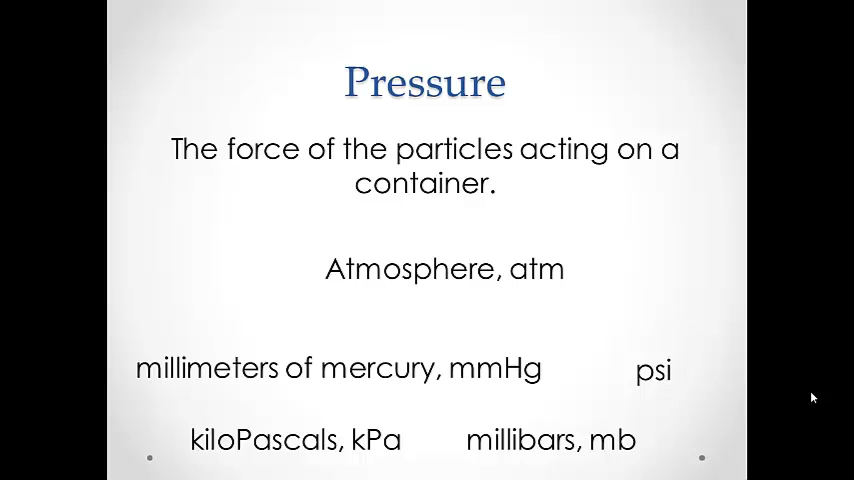 Pressure
The force of the particles acting on a
container.
Atmosphere, atm
millimeters of mercury, mmHg psi
kiloPascals, kPa millibars, mb